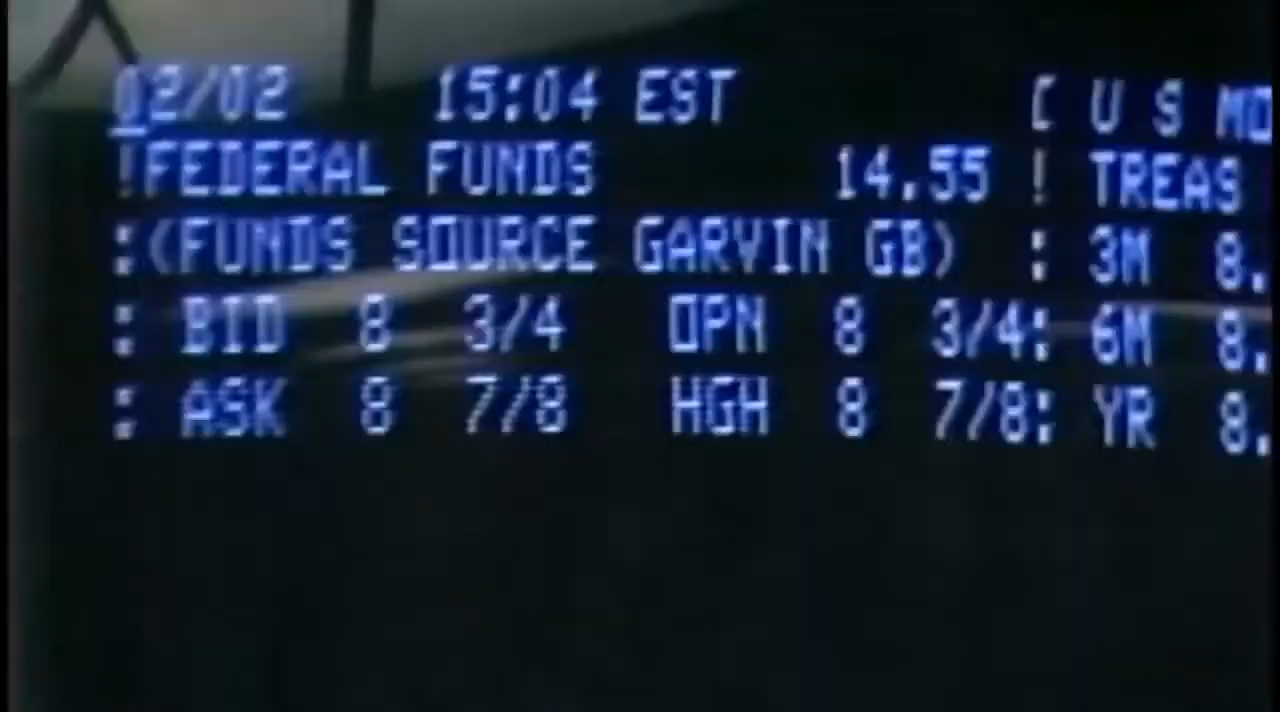 02/02 15:04 EST [ U S MO
!FEDERAL FUNDS 14.55 ! TREAS
:(FUNDS SOURCE GARVIN GB) : 3M 8.
: BID 8 3/4 OPN 8 3/4: 6M 8.
: ASK 8 7/8 HGH 8 7/8: YR 8.